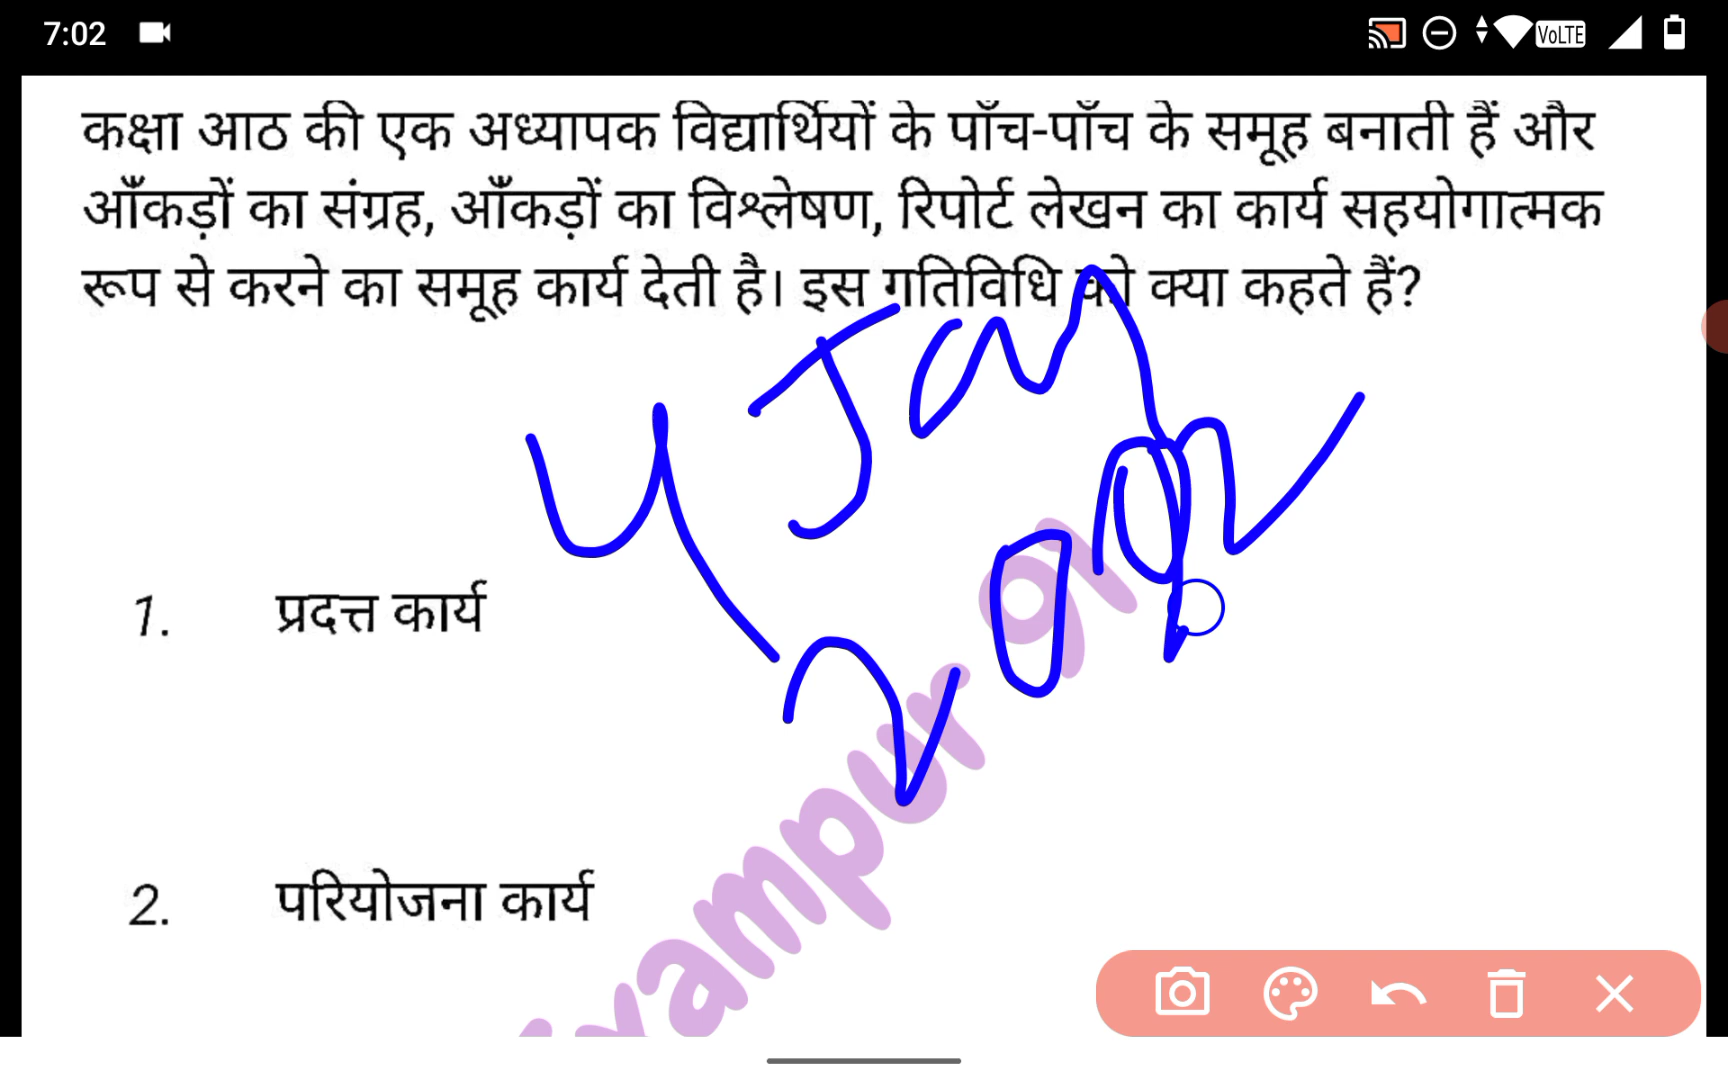 7:02 VoLTE
कक्षा आठ की एक अध्यापक विद्यार्थियों के पाँच-पाँच के समूह बनाती हैं और
आँकड़ों का संग्रह, आँकड़ों का विश्लेषण, रिपोर्ट लेखन का कार्य सहयोगात्मक
रूप से करने का समूह कार्य देती है। इस गतिविधि को क्या कहते हैं?
4 Jan
1. प्रदत्त कार्य
2. परियोजना कार्य